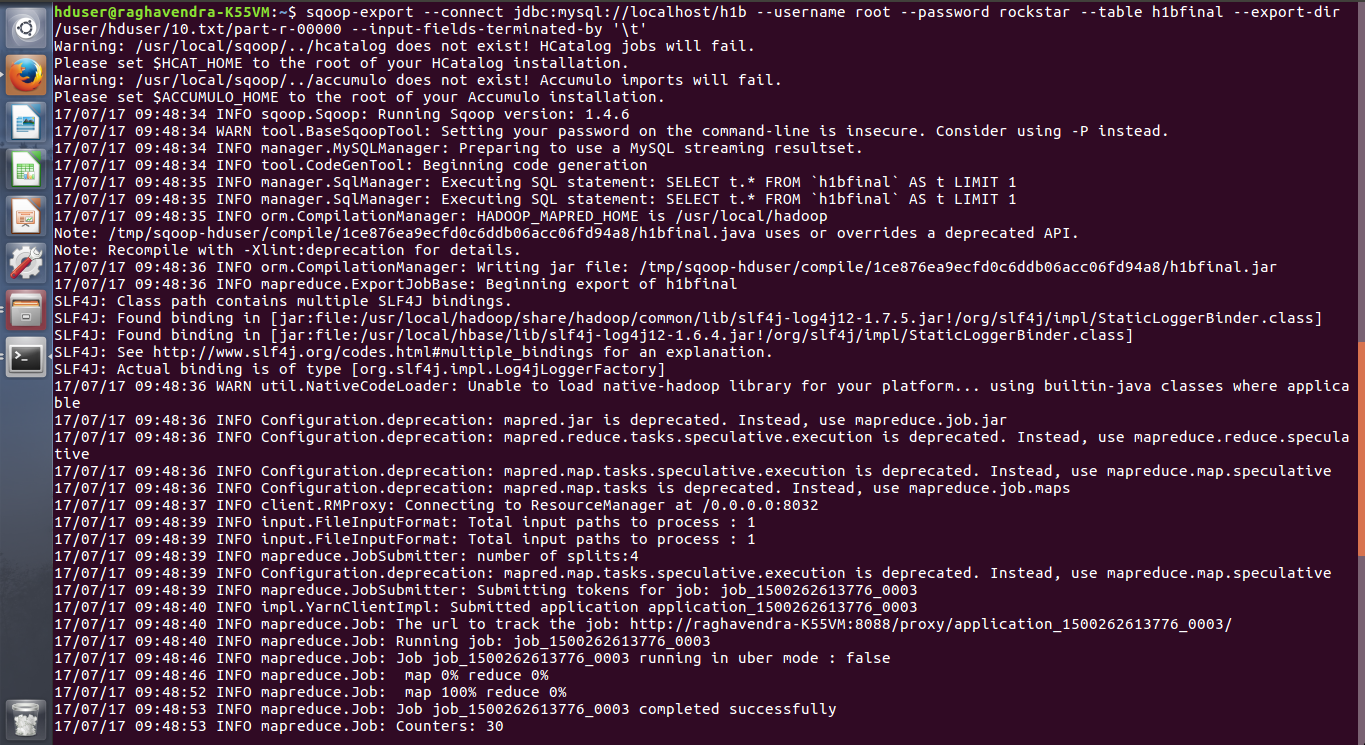 hduser@raghavendra-K55VM:~$ sqoop-export --connect jdbc:mysql://localhost/h1b --username root --password rockstar --table h1bfinal --export-dir
/user/hduser/10.txt/part-r-00000 --input-fields-terminated-by '\t'
Warning: /usr/local/sqoop/../hcatalog does not exist! HCatalog jobs will fail.
Please set $HCAT_HOME to the root of your HCatalog installation.
Warning: /usr/local/sqoop/../accumulo does not exist! Accumulo imports will fail.
Please set $ACCUMULO_HOME to the root of your Accumulo installation.
17/07/17 09:48:34 INFO sqoop.Sqoop: Running Sqoop version: 1.4.6
17/07/17 09:48:34 WARN tool.BaseSqoopTool: Setting your password on the command-line is insecure. Consider using -P instead.
17/07/17 09:48:34 INFO manager.MySQLManager: Preparing to use a MySQL streaming resultset.
17/07/17 09:48:34 INFO tool.CodeGenTool: Beginning code generation
17/07/17 09:48:35 INFO manager.SqlManager: Executing SQL statement: SELECT t.* FROM `h1bfinal` AS t LIMIT 1
17/07/17 09:48:35 INFO manager.SqlManager: Executing SQL statement: SELECT t.* FROM `h1bfinal` AS t LIMIT 1
17/07/17 09:48:35 INFO orm.CompilationManager: HADOOP_MAPRED_HOME is /usr/local/hadoop
Note: /tmp/sqoop-hduser/compile/1ce876ea9ecfd0c6ddb06acc06fd94a8/h1bfinal.java uses or overrides a deprecated API.
Note: Recompile with -Xlint:deprecation for details.
17/07/17 09:48:36 INFO orm.CompilationManager: Writing jar file: /tmp/sqoop-hduser/compile/1ce876ea9ecfd0c6ddb06acc06fd94a8/h1bfinal.jar
17/07/17 09:48:36 INFO mapreduce.ExportJobBase: Beginning export of h1bfinal
SLF4J: Class path contains multiple SLF4J bindings.
SLF4J: Found binding in [jar:file:/usr/local/hadoop/share/hadoop/common/lib/slf4j-log4j12-1.7.5.jar!/org/slf4j/impl/StaticLoggerBinder.class]
SLF4J: Found binding in [jar:file:/usr/local/hbase/lib/slf4j-log4j12-1.6.4.jar!/org/slf4j/impl/StaticLoggerBinder.class]
SLF4J: See http://www.slf4j.org/codes.html#multiple_bindings for an explanation.
SLF4J: Actual binding is of type [org.slf4j.impl.Log4jLoggerFactory]
17/07/17 09:48:36 WARN util.NativeCodeLoader: Unable to load native-hadoop library for your platform... using builtin-java classes where applica
ble
17/07/17 09:48:36 INFO Configuration.deprecation: mapred.jar is deprecated. Instead, use mapreduce.job.jar
17/07/17 09:48:36 INFO Configuration.deprecation: mapred.reduce.tasks.speculative.execution is deprecated. Instead, use mapreduce.reduce.specula
tive
17/07/17 09:48:36 INFO Configuration.deprecation: mapred.map.tasks.speculative.execution is deprecated. Instead, use mapreduce.map.speculative
17/07/17 09:48:36 INFO Configuration.deprecation: mapred.map.tasks is deprecated. Instead, use mapreduce.job.maps
17/07/17 09:48:37 INFO client.RMProxy: Connecting to ResourceManager at /0.0.0.0:8032
17/07/17 09:48:39 INFO input.FileInputFormat: Total input paths to process : 1
17/07/17 09:48:39 INFO input.FileInputFormat: Total input paths to process : 1
17/07/17 09:48:39 INFO mapreduce.JobSubmitter: number of splits:4
17/07/17 09:48:39 INFO Configuration.deprecation: mapred.map.tasks.speculative.execution is deprecated. Instead, use mapreduce.map.speculative
17/07/17 09:48:39 INFO mapreduce.JobSubmitter: Submitting tokens for job: job_1500262613776_0003
17/07/17 09:48:40 INFO impl.YarnClientImpl: Submitted application application_1500262613776_0003
17/07/17 09:48:40 INFO mapreduce.Job: The url to track the job: http://raghavendra-K55VM:8088/proxy/application_1500262613776_0003/
17/07/17 09:48:40 INFO mapreduce.Job: Running job: job_1500262613776_0003
17/07/17 09:48:46 INFO mapreduce.Job: Job job_1500262613776_0003 running in uber mode : false
17/07/17 09:48:46 INFO mapreduce.Job:  map 0% reduce 0%
17/07/17 09:48:52 INFO mapreduce.Job:  map 100% reduce 0%
17/07/17 09:48:53 INFO mapreduce.Job: Job job_1500262613776_0003 completed successfully
17/07/17 09:48:53 INFO mapreduce.Job: Counters: 30